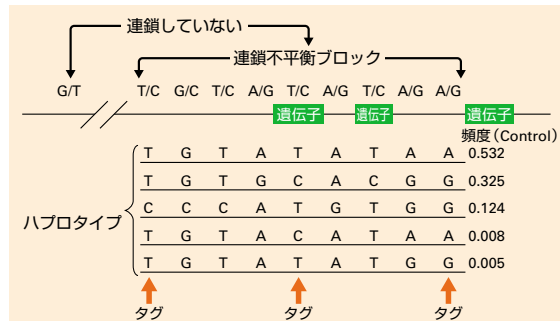 連鎖していない
連鎖不平衡ブロック
G/T T/C G/C T/C A/G T/C A/G T/C A/G A/G
遺伝子 遺伝子 遺伝子
頻度(Control)
T G T A T A T A A 0.532
T G T G C A C G G 0.325
ハプロタイプ
C C C A T G T G G 0.124
T G T A C A T A A 0.008
T G T A T A T G G 0.005
タグ タグ タグ